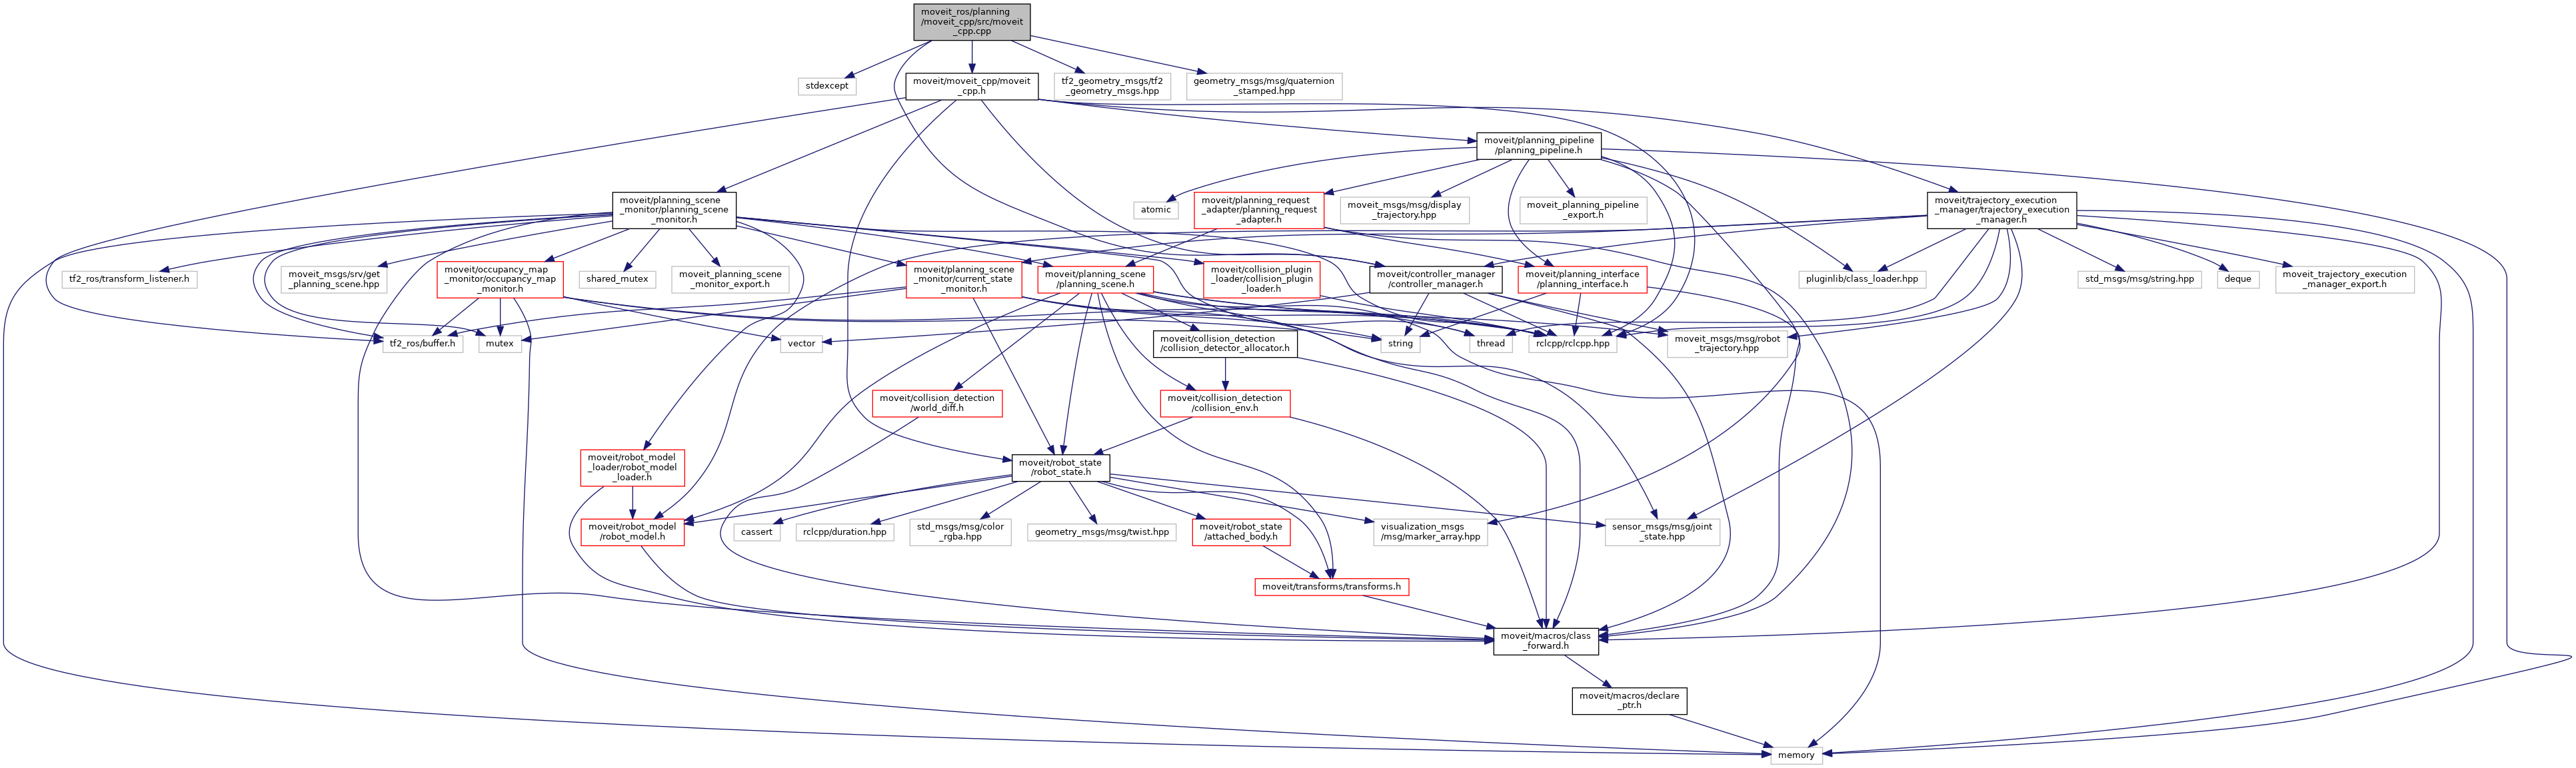 moveit_ros/planning
/moveit_cpp/src/moveit
_cpp.cpp
stdexcept
moveit/moveit_cpp/moveit
_cpp.h
tf2_geometry_msgs/tf2
_geometry_msgs.hpp
geometry_msgs/msg/quaternion
_stamped.hpp
moveit/planning_pipeline
/planning_pipeline.h
moveit/planning_scene
_monitor/planning_scene
_monitor.h
atomic
moveit/planning_request
_adapter/planning_request
_adapter.h
moveit_msgs/msg/display
_trajectory.hpp
moveit_planning_pipeline
_export.h
moveit/trajectory_execution
_manager/trajectory_execution
_manager.h
tf2_ros/transform_listener.h
moveit_msgs/srv/get
_planning_scene.hpp
moveit/occupancy_map
_monitor/occupancy_map
_monitor.h
shared_mutex
moveit_planning_scene
_monitor_export.h
moveit/planning_scene
_monitor/current_state
_monitor.h
moveit/planning_scene
/planning_scene.h
moveit/collision_plugin
_loader/collision_plugin
_loader.h
moveit/controller_manager
/controller_manager.h
moveit/planning_interface
/planning_interface.h
pluginlib/class_loader.hpp
std_msgs/msg/string.hpp
deque
moveit_trajectory_execution
_manager_export.h
tf2_ros/buffer.h
mutex
vector
moveit/collision_detection
/collision_detector_allocator.h
string
thread
rclcpp/rclcpp.hpp
moveit_msgs/msg/robot
_trajectory.hpp
moveit/collision_detection
/world_diff.h
moveit/collision_detection
/collision_env.h
moveit/robot_model
_loader/robot_model
_loader.h
moveit/robot_state
/robot_state.h
moveit/robot_model
/robot_model.h
cassert
rclcpp/duration.hpp
std_msgs/msg/color
_rgba.hpp
geometry_msgs/msg/twist.hpp
moveit/robot_state
/attached_body.h
visualization_msgs
/msg/marker_array.hpp
sensor_msgs/msg/joint
_state.hpp
moveit/transforms/transforms.h
moveit/macros/class
_forward.h
moveit/macros/declare
_ptr.h
memory